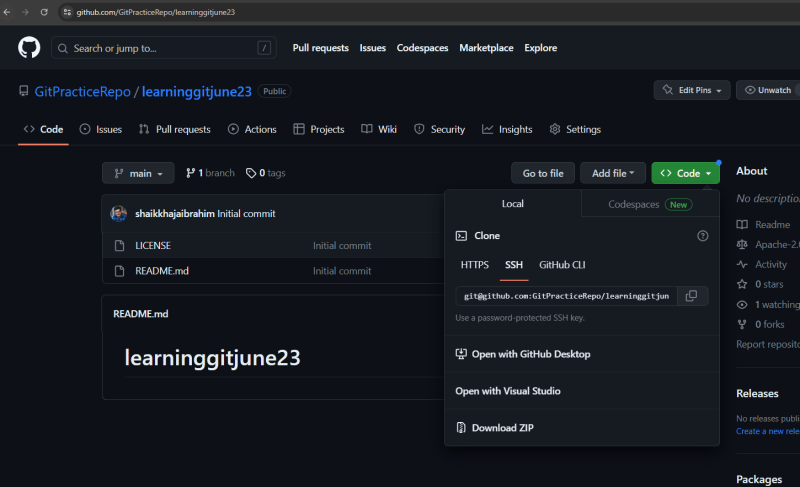 github.com/GitPracticeRepo/learninggitjune23
Search or jump to... / Pull requests Issues Codespaces Marketplace Explore
GitPracticeRepo / learninggitjune23 Public Edit Pins Unwatch
Code Issues Pull requests Actions Projects Wiki Security Insights Settings
main 1 branch 0 tags Go to file Add file Code
shaikkhajaibrahim Initial commit
LICENSE Initial commit
README.md Initial commit
README.md
learninggitjune23
Local Codespaces New
Clone
HTTPS SSH GitHub CLI
git@github.com:GitPracticeRepo/learninggitjun
Use a password-protected SSH key.
Open with GitHub Desktop
Open with Visual Studio
Download ZIP
About
No description
Readme
Apache-2.0
Activity
0 stars
1 watching
0 forks
Report reposito
Releases
No releases publi
Create a new rele
Packages